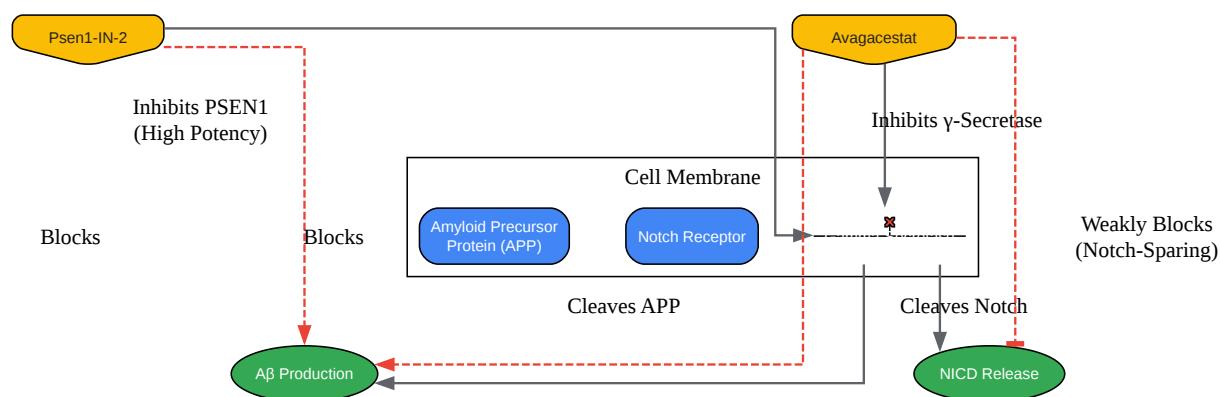 Psen1-IN-2
Avagacestat
Inhibits PSEN1
(High Potency)
Inhibits γ-Secretase
Cell Membrane
Amyloid Precursor
Protein (APP)
Notch Receptor
Blocks
Blocks
Weakly Blocks
(Notch-Sparing)
Cleaves APP
Cleaves Notch
Aβ Production
NICD Release